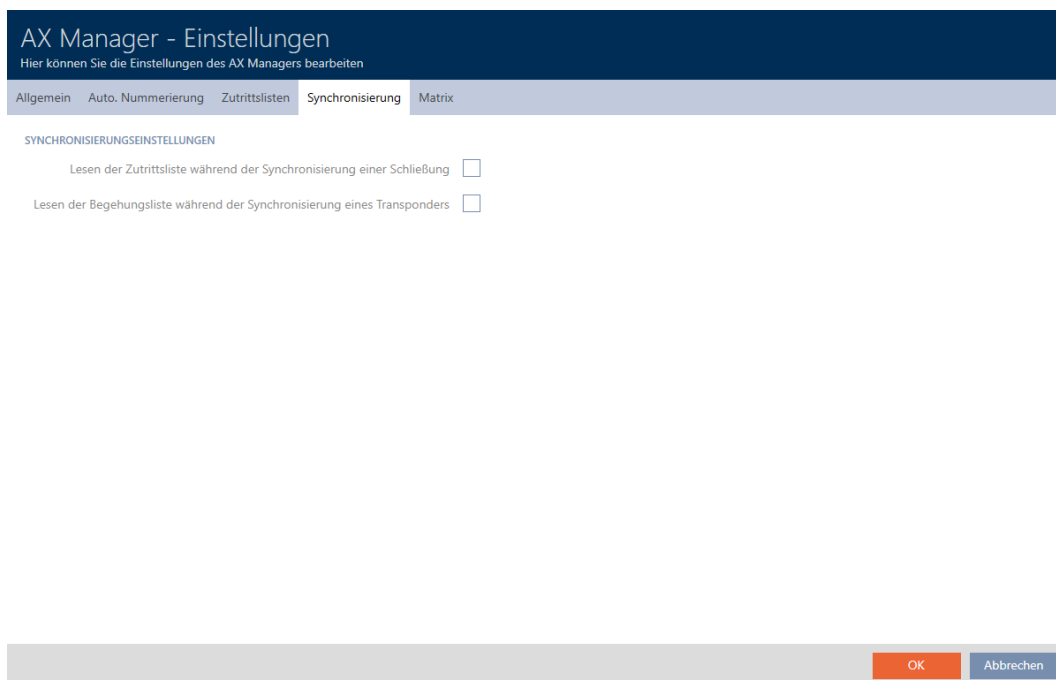 AX Manager - Einstellungen
Hier können Sie die Einstellungen des AX Managers bearbeiten
Allgemein Auto. Nummerierung Zutrittslisten Synchronisierung Matrix
SYNCHRONISIERUNGSEINSTELLUNGEN
Lesen der Zutrittsliste während der Synchronisierung einer Schließung
Lesen der Begehungsliste während der Synchronisierung eines Transponders
OK Abbrechen